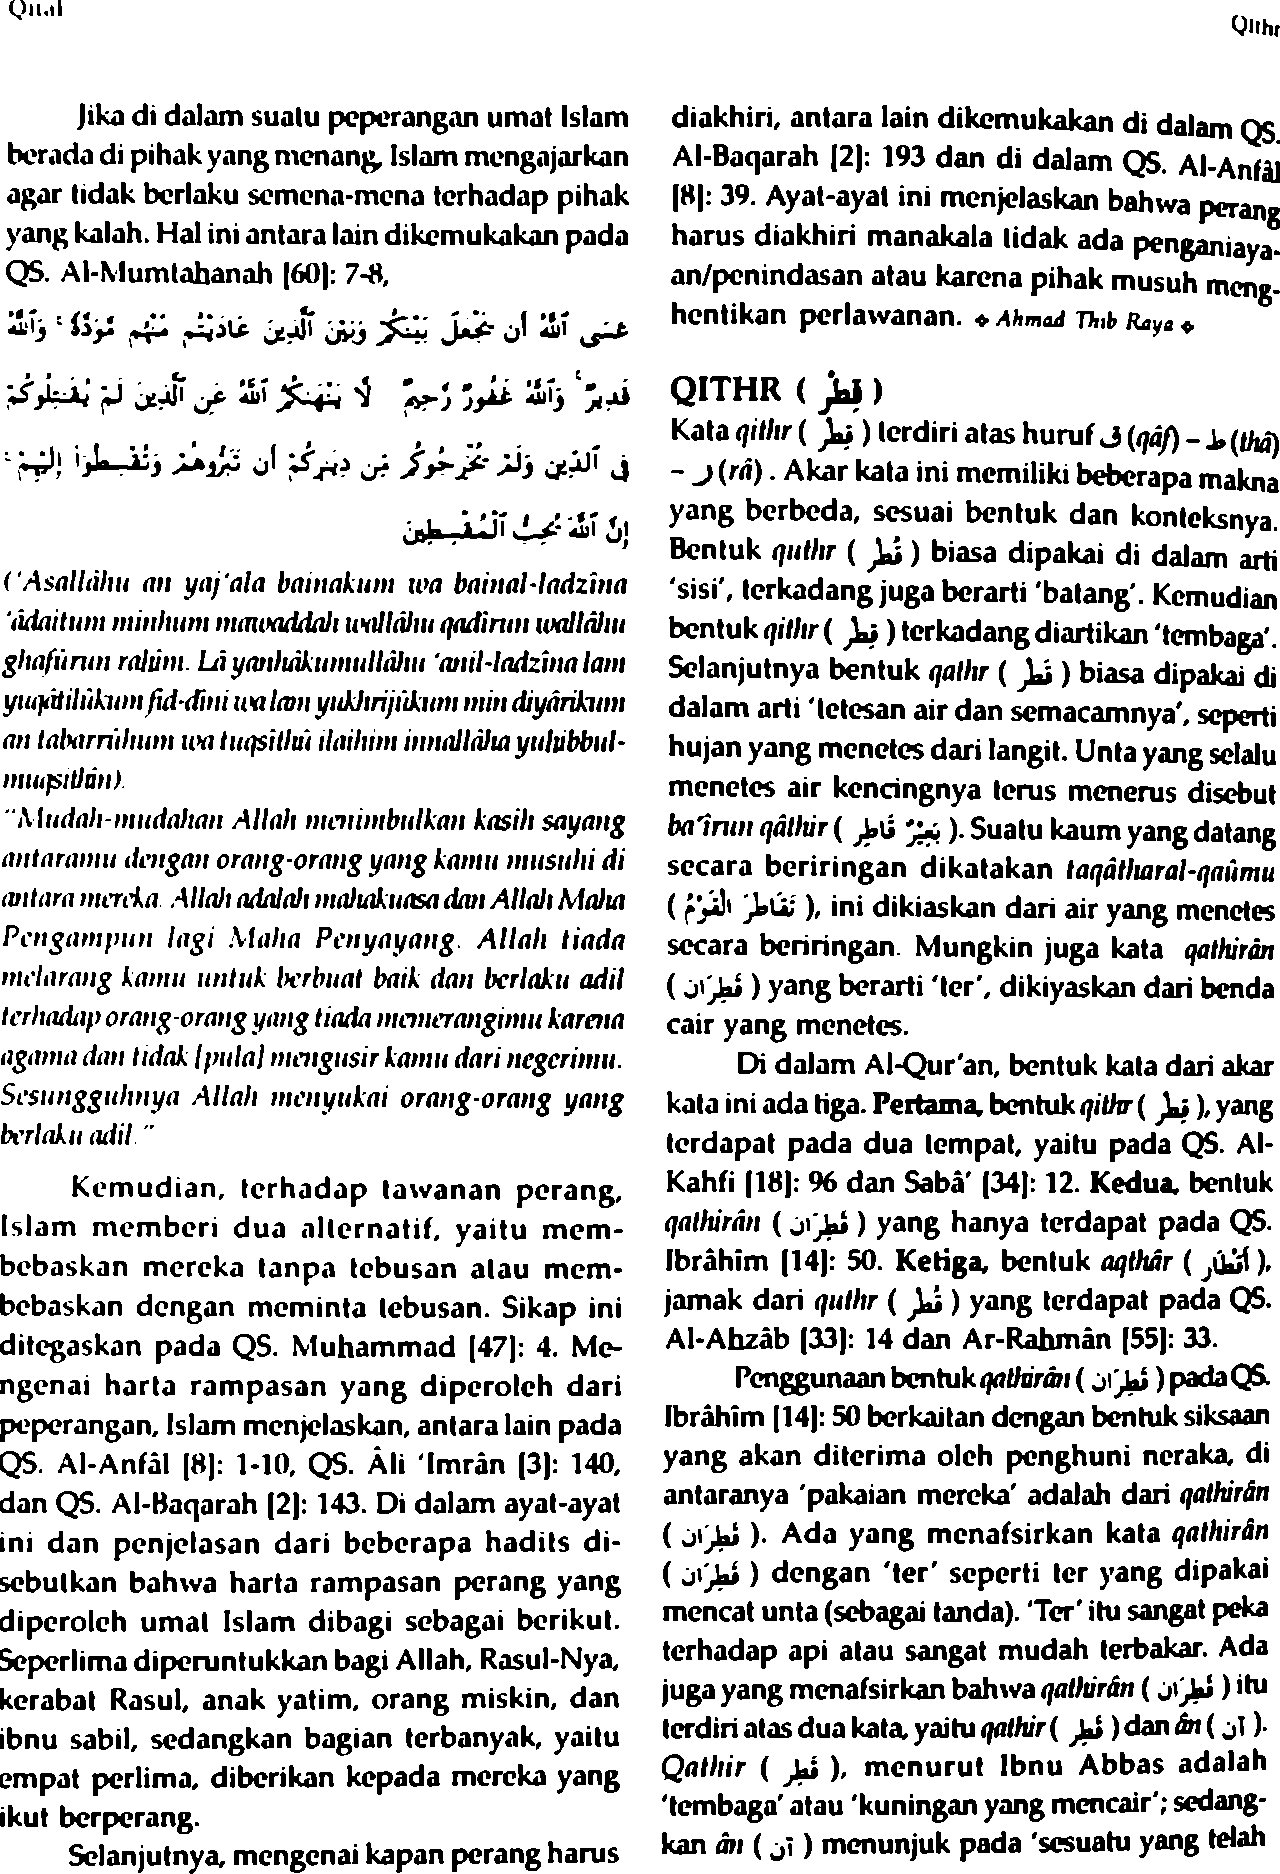 Qital
Qithr
Jika di dalam suatu peperangan umat Islam
berada di pihak yang menang, Islam mengajarkan
agar tidak berlaku semena-mena terhadap pihak
yang kalah. Hal ini antara lain dikemukakan pada
QS. Al-Mumtahanah [60]: 7-8,
عَسَى ٱللَّهُ أَن يَجْعَلَ بَيْنَكُمْ وَبَيْنَ ٱلَّذِينَ عَادَيْتُم مِّنْهُم مَّوَدَّةً ۚ وَٱللَّهُ
قَدِيرٌ ۚ وَٱللَّهُ غَفُورٌ رَّحِيمٌ لَّا يَنْهَىٰكُمُ ٱللَّهُ عَنِ ٱلَّذِينَ لَمْ يُقَـٰتِلُوكُمْ
فِى ٱلدِّينِ وَلَمْ يُخْرِجُوكُم مِّن دِيَـٰرِكُمْ أَن تَبَرُّوهُمْ وَتُقْسِطُوٓا۟ إِلَيْهِمْ ۚ
إِنَّ ٱللَّهَ يُحِبُّ ٱلْمُقْسِطِينَ
('Asallâhu an yaj'ala bainakum wa bainal-ladzîna
'âdaitum minhum mawaddah wallâhu qadîrun wallâhu
ghafûrun rahîm. Lâ yanhâkumullâhu 'anil-ladzîna lam
yuqâtilûkum fid-dîni wa lam yukhrijûkum min diyârikum
an tabarrûhum wa tuqsithû ilaihim innallâha yuhibbul-
muqsithîn).
"Mudah-mudahan Allah menimbulkan kasih sayang
antaramu dengan orang-orang yang kamu musuhi di
antara mereka. Allah adalah mahakuasa dan Allah Maha
Pengampun lagi Maha Penyayang. Allah tiada
melarang kamu untuk berbuat baik dan berlaku adil
terhadap orang-orang yang tiada memerangimu karena
agama dan tidak [pula] mengusir kamu dari negerimu.
Sesungguhnya Allah menyukai orang-orang yang
berlaku adil."
Kemudian, terhadap tawanan perang,
Islam memberi dua alternatif, yaitu mem-
bebaskan mereka tanpa tebusan atau mem-
bebaskan dengan meminta tebusan. Sikap ini
ditegaskan pada QS. Muhammad [47]: 4. Me-
ngenai harta rampasan yang diperoleh dari
peperangan, Islam menjelaskan, antara lain pada
QS. Al-Anfâl [8]: 1-10, QS. Âli 'Imrân [3]: 140,
dan QS. Al-Baqarah [2]: 143. Di dalam ayat-ayat
ini dan penjelasan dari beberapa hadits di-
sebutkan bahwa harta rampasan perang yang
diperoleh umat Islam dibagi sebagai berikut.
Seperlima diperuntukkan bagi Allah, Rasul-Nya,
kerabat Rasul, anak yatim, orang miskin, dan
ibnu sabil, sedangkan bagian terbanyak, yaitu
empat perlima, diberikan kepada mereka yang
ikut berperang.
Selanjutnya, mengenai kapan perang harus
diakhiri, antara lain dikemukakan di dalam QS.
Al-Baqarah [2]: 193 dan di dalam QS. Al-Anfâl
[8]: 39. Ayat-ayat ini menjelaskan bahwa perang
harus diakhiri manakala tidak ada penganiaya-
an/penindasan atau karena pihak musuh meng-
hentikan perlawanan. ❖ Ahmad Thib Raya ❖
QITHR ( قِطْر )
Kata qithr ( قِطْر ) terdiri atas huruf ق (qâf) – ط (thâ)
– ر (râ). Akar kata ini memiliki beberapa makna
yang berbeda, sesuai bentuk dan konteksnya.
Bentuk quthr ( قُطْر ) biasa dipakai di dalam arti
'sisi', terkadang juga berarti 'batang'. Kemudian
bentuk qithr ( قِطْر ) terkadang diartikan 'tembaga'.
Selanjutnya bentuk qathr ( قَطْر ) biasa dipakai di
dalam arti 'tetesan air dan semacamnya', seperti
hujan yang menetes dari langit. Unta yang selalu
menetes air kencingnya terus menerus disebut
ba'îrun qâthir ( بَعِيْرٌ قَاطِر ). Suatu kaum yang datang
secara beriringan dikatakan taqâtharal-qaûmu
( تَقَاطَرَ الْقَوْمُ ), ini dikiaskan dari air yang menetes
secara beriringan. Mungkin juga kata qathirân
( قَطِرَان ) yang berarti 'ter', dikiyaskan dari benda
cair yang menetes.
Di dalam Al-Qur'an, bentuk kata dari akar
kata ini ada tiga. Pertama, bentuk qithr ( قِطْر ), yang
terdapat pada dua tempat, yaitu pada QS. Al-
Kahfi [18]: 96 dan Sabâ' [34]: 12. Kedua, bentuk
qathirân ( قَطِرَان ) yang hanya terdapat pada QS.
Ibrâhîm [14]: 50. Ketiga, bentuk aqthâr ( أَقْطَار ),
jamak dari quthr ( قُطْر ) yang terdapat pada QS.
Al-Ahzâb [33]: 14 dan Ar-Rahmân [55]: 33.
Penggunaan bentuk qathirân ( قَطِرَان ) pada QS.
Ibrâhîm [14]: 50 berkaitan dengan bentuk siksaan
yang akan diterima oleh penghuni neraka, di
antaranya 'pakaian mereka' adalah dari qathirân
( قَطِرَان ). Ada yang menafsirkan kata qathirân
( قَطِرَان ) dengan 'ter' seperti ter yang dipakai
mencat unta (sebagai tanda). 'Ter' itu sangat peka
terhadap api atau sangat mudah terbakar. Ada
juga yang menafsirkan bahwa qathirân ( قَطِرَان ) itu
terdiri atas dua kata, yaitu qathir ( قَطِر ) dan ân ( آن ).
Qathir ( قَطِر ), menurut Ibnu Abbas adalah
'tembaga' atau 'kuningan yang mencair'; sedang-
kan ân ( آن ) menunjuk pada 'sesuatu yang telah